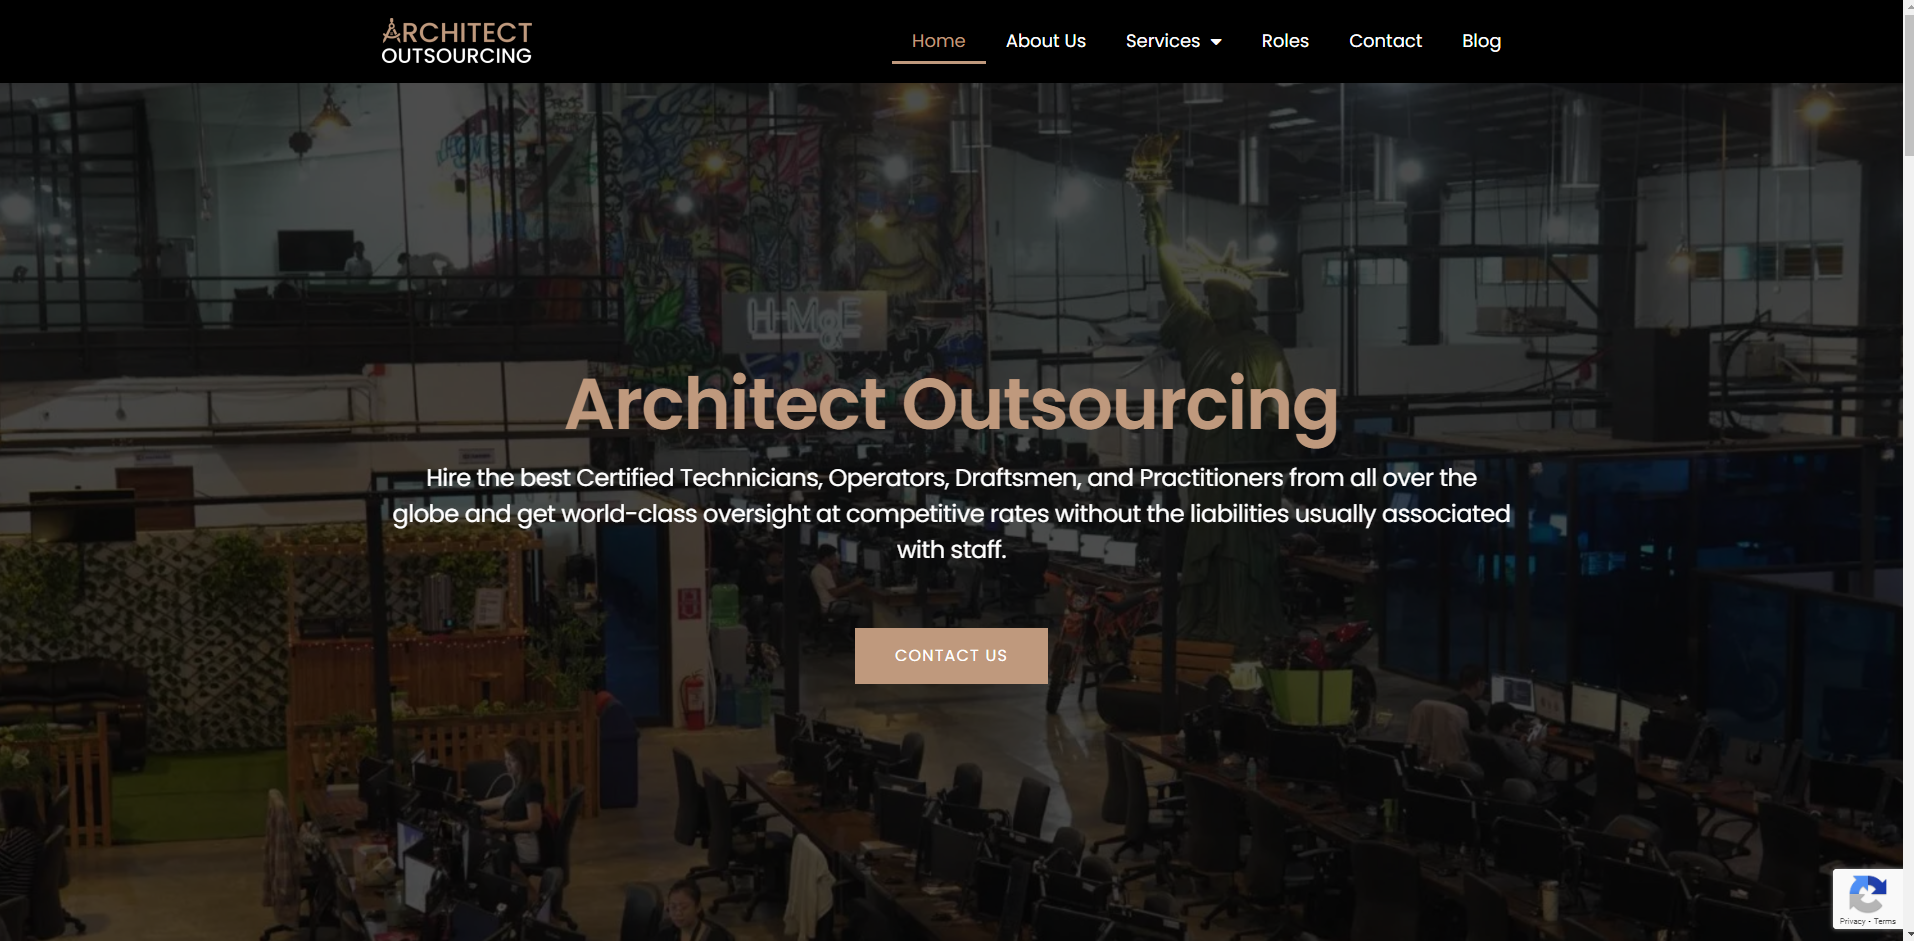 ARCHITECT
OUTSOURCING
Home
About Us
Services
Roles
Contact
Blog
Architect Outsourcing
Hire the best Certified Technicians, Operators, Draftsmen, and Practitioners from all over the
globe and get world-class oversight at competitive rates without the liabilities usually associated
with staff.
CONTACT US
Privacy - Terms